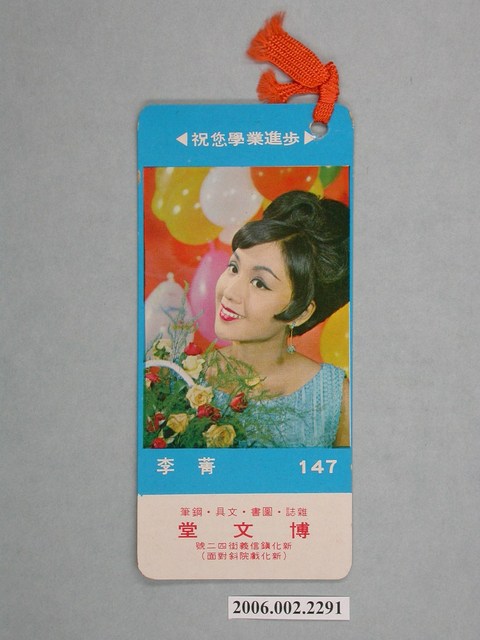 祝您學業進步
李菁 147
雜誌・圖書・文具・鋼筆
博文堂
新化鎮信義街四二號
（新化戲院斜對面）
2006.002.2291